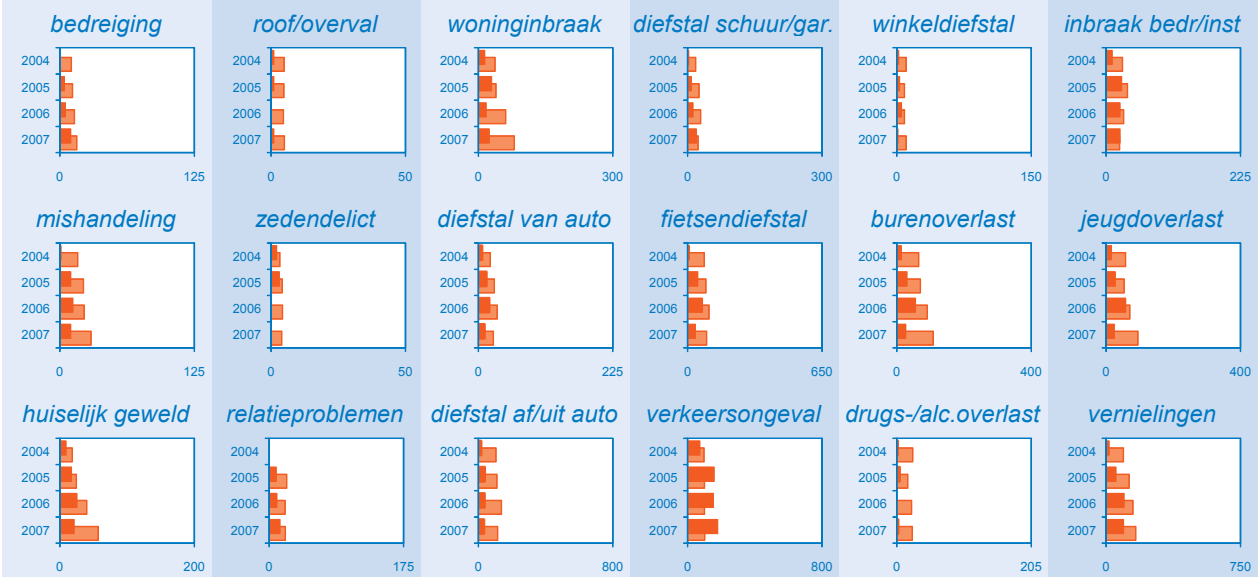 bedreiging roof/overval woninginbraak diefstal schuur/gar. winkeldiefstal inbraak bedr/inst
2004 2004 2004 2004 2004 2004
2005 2005 2005 2005 2005 2005
2006 2006 2006 2006 2006 2006
2007 2007 2007 2007 2007 2007
0 125 0 50 0 300 0 300 0 150 0 225
mishandeling zedendelict diefstal van auto fietsendiefstal burenoverlast jeugdoverlast
2004 2004 2004 2004 2004 2004
2005 2005 2005 2005 2005 2005
2006 2006 2006 2006 2006 2006
2007 2007 2007 2007 2007 2007
0 125 0 50 0 225 0 650 0 400 0 400
huiselijk geweld relatieproblemen diefstal af/uit auto verkeersongeval drugs-/alc.overlast vernielingen
2004 2004 2004 2004 2004 2004
2005 2005 2005 2005 2005 2005
2006 2006 2006 2006 2006 2006
2007 2007 2007 2007 2007 2007
0 200 0 175 0 800 0 800 0 205 0 750